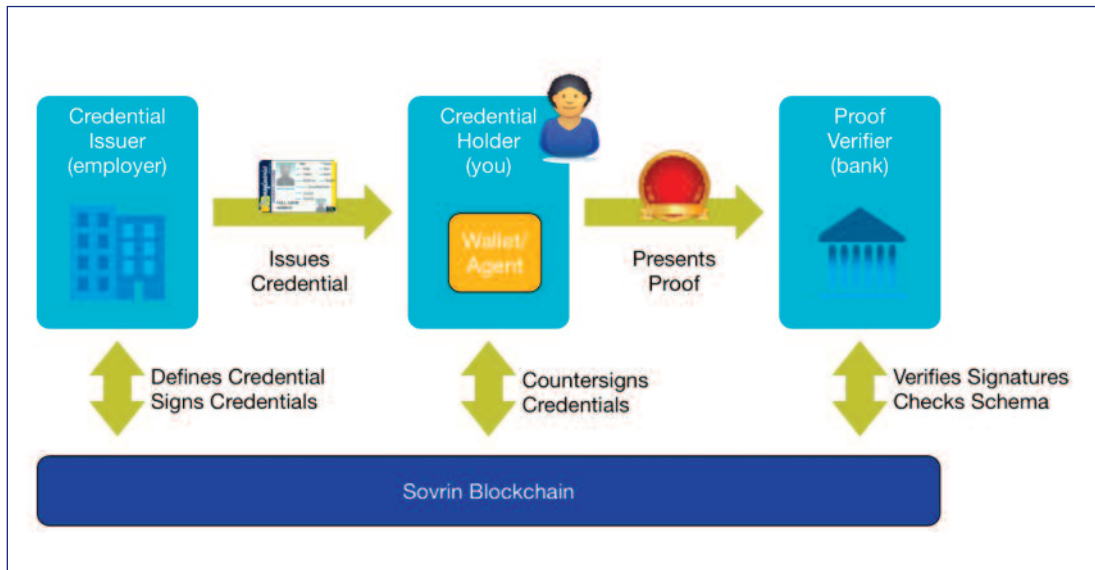 Credential
Issuer
(employer)
Issues
Credential
Credential
Holder
(you)
Wallet/
Agent
Presents
Proof
Proof
Verifier
(bank)
Defines Credential
Signs Credentials
Countersigns
Credentials
Verifies Signatures
Checks Schema
Sovrin Blockchain